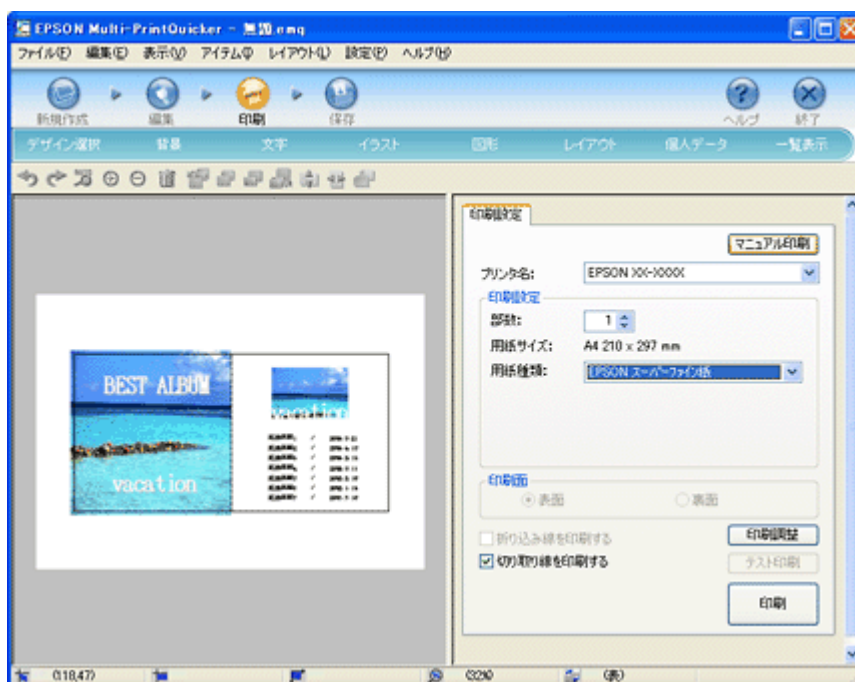 EPSON Multi-PrintQuicker - 無題.emq
ファイル(F) 編集(E) 表示(V) アイテム(I) レイアウト(L) 設定(P) ヘルプ(H)
新規作成 編集 印刷 保存 ヘルプ 終了
デザイン選択 背景 文字 イラスト 図形 レイアウト 個人データ 一覧表示
印刷設定
マニュアル印刷
プリンタ名: EPSON XX-XXXX
印刷設定
部数: 1
用紙サイズ: A4 210 x 297 mm
用紙種類: EPSON スーパーファイン紙
BEST ALBUM
vacation
vacation
印刷面
表面 裏面
折り込み線を印刷する 印刷調整
切り取り線を印刷する テスト印刷
印刷
(118,47) (32%) (表)